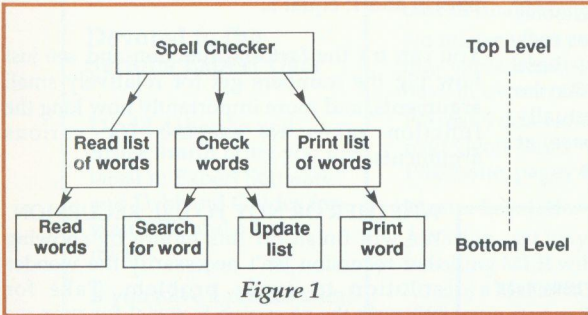 Spell Checker
Top Level
Read list
of words
Check
words
Print list
of words
Read
words
Search
for word
Update
list
Print
word
Bottom Level
Figure 1